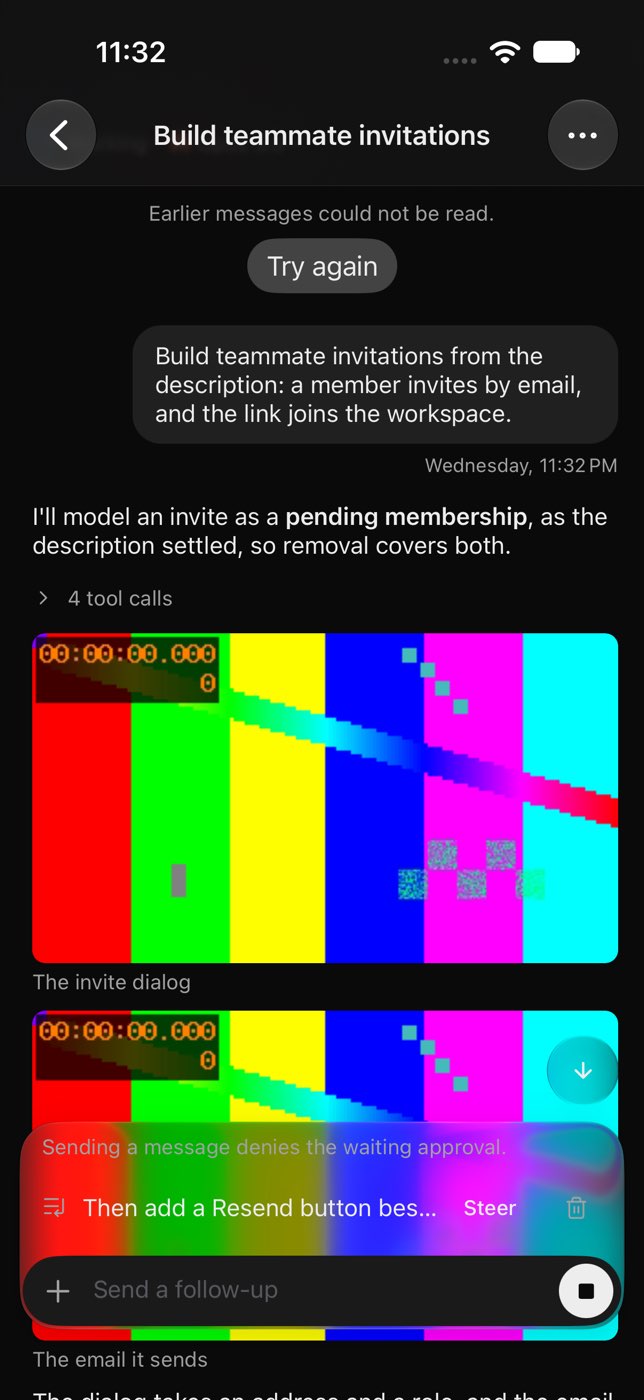 11:32
Build teammate invitations
Earlier messages could not be read.
Try again
Build teammate invitations from the
description: a member invites by email,
and the link joins the workspace.
Wednesday, 11:32 PM
I'll model an invite as a pending membership, as the
description settled, so removal covers both.
4 tool calls
00:00:00.000
0
The invite dialog
00:00:00.000
0
Sending a message denies the waiting approval.
Then add a Resend button bes... Steer
Send a follow-up
The email it sends